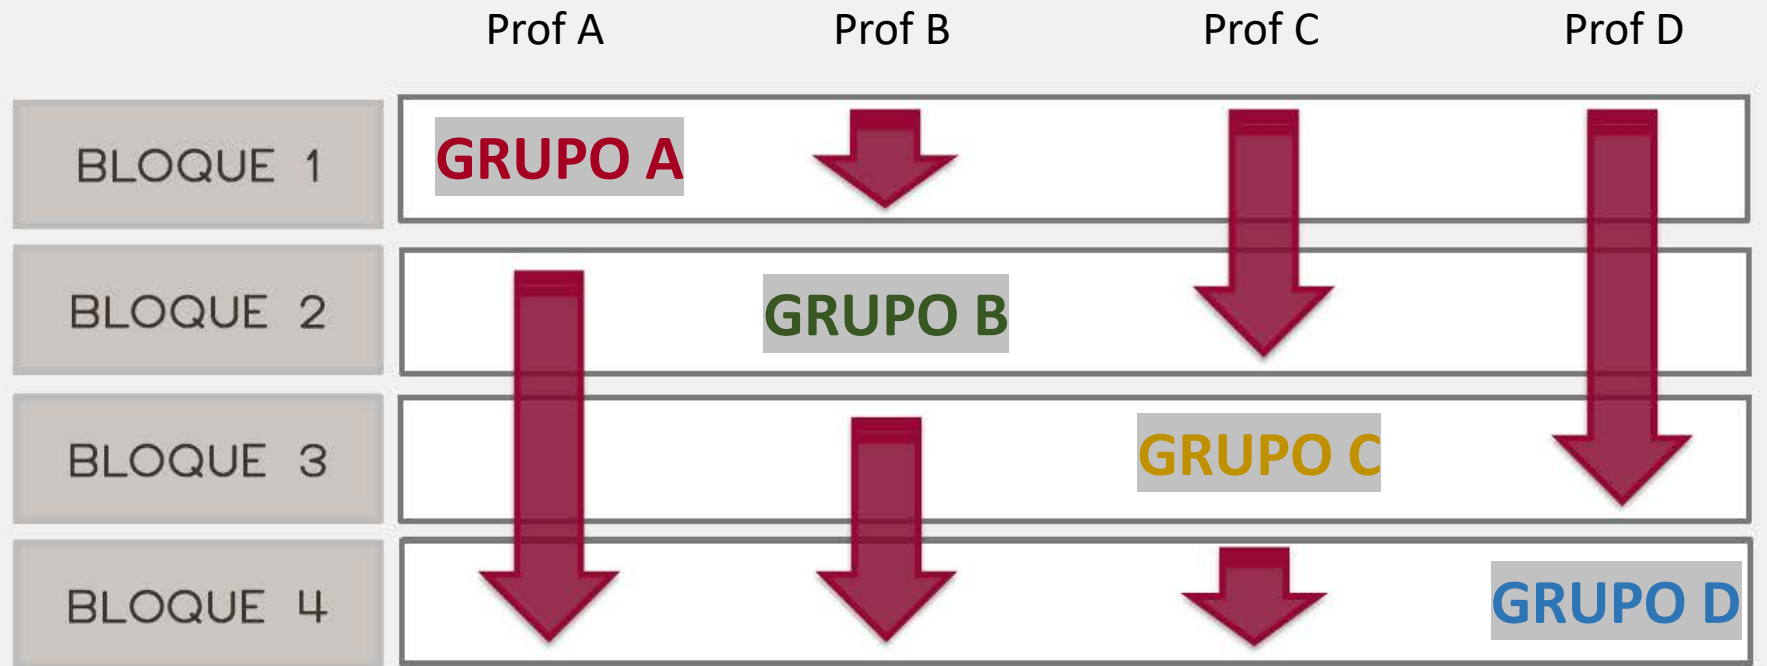 Prof A Prof B Prof C Prof D
BLOQUE 1 GRUPO A
BLOQUE 2 GRUPO B
BLOQUE 3 GRUPO C
BLOQUE 4 GRUPO D